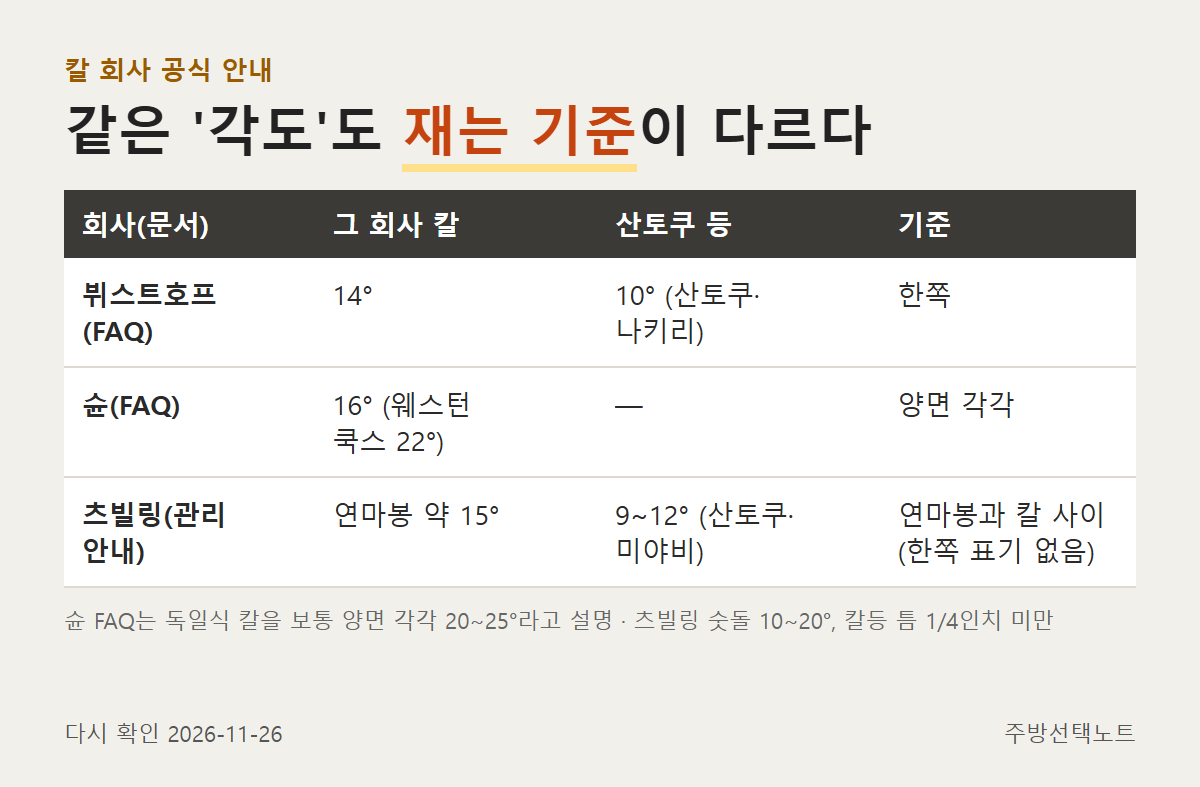 칼 회사 공식 안내
같은 '각도'도 재는 기준이 다르다
회사(문서) 그 회사 칼 산토쿠 등 기준
뷔스트호프 14° 10° (산토쿠· 한쪽
(FAQ) 나키리)
슌(FAQ) 16° (웨스턴 — 양면 각각
쿡스 22°)
츠빌링(관리 연마봉 약 15° 9~12° (산토쿠· 연마봉과 칼 사이
안내) 미야비) (한쪽 표기 없음)
슌 FAQ는 독일식 칼을 보통 양면 각각 20~25°라고 설명 · 츠빌링 숫돌 10~20°, 칼등 틈 1/4인치 미만
다시 확인 2026-11-26
주방선택노트